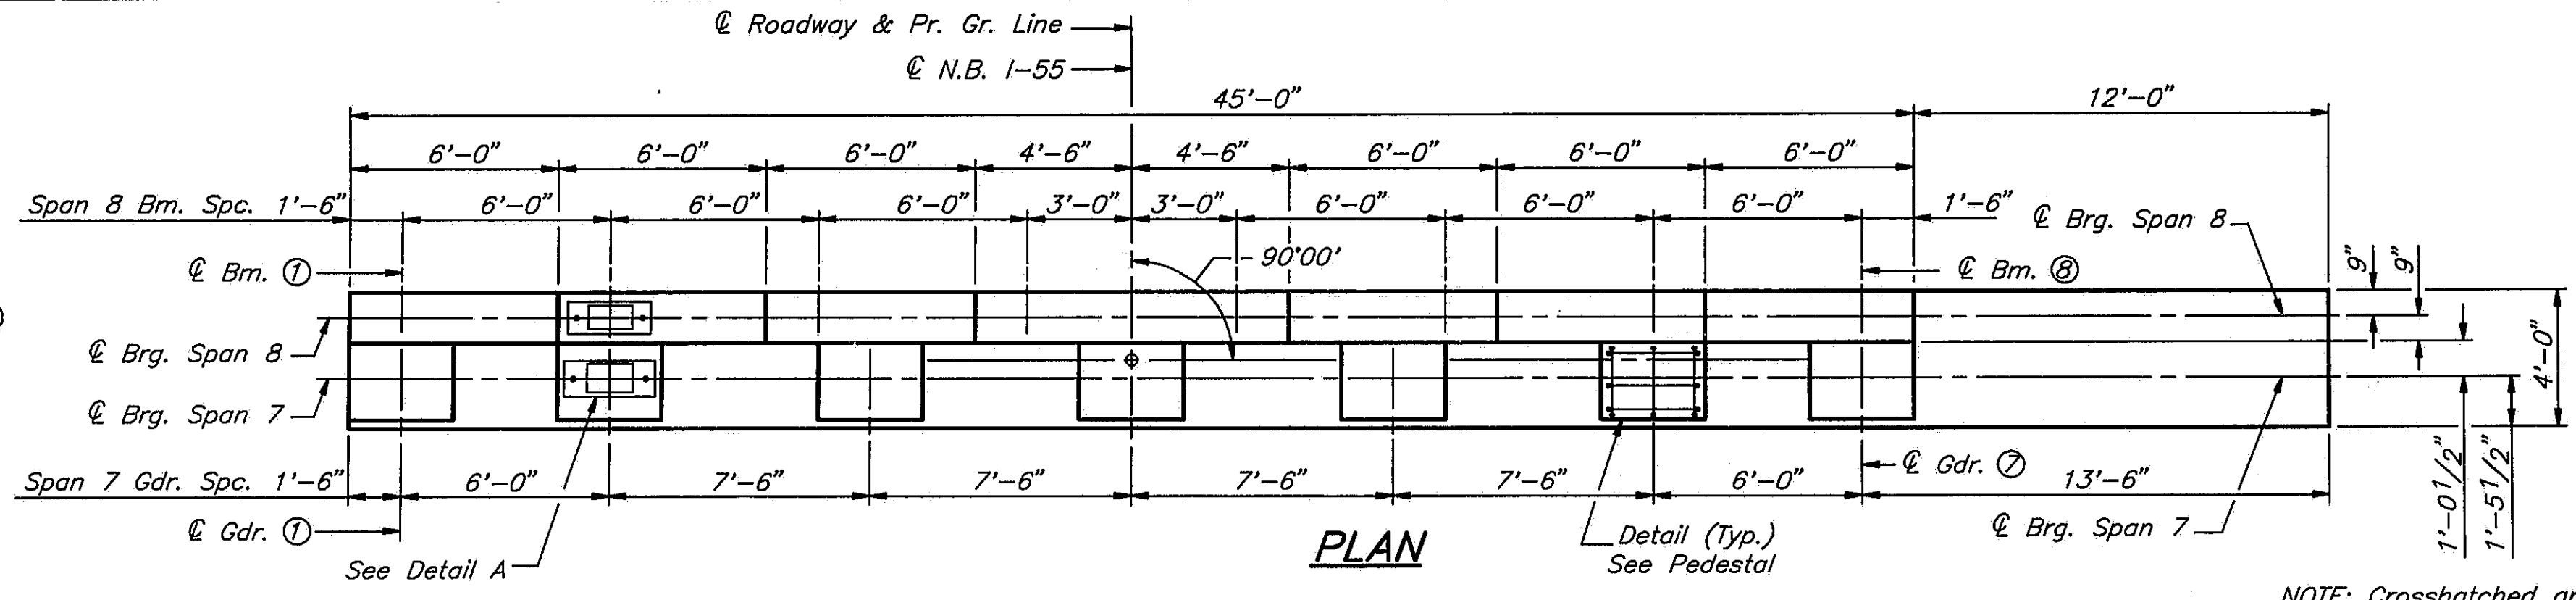 ℄ Roadway & Pr. Gr. Line
℄ N.B. I-55
45'-0" 12'-0"
6'-0" 6'-0" 6'-0" 4'-6" 4'-6" 6'-0" 6'-0" 6'-0"
Span 8 Bm. Spc. 1'-6" 6'-0" 6'-0" 6'-0" 3'-0" 3'-0" 6'-0" 6'-0" 6'-0" 1'-6"
℄ Brg. Span 8
℄ Bm. ①
90°00'
℄ Bm. ⑧
9" 9"
℄ Brg. Span 8
4'-0"
℄ Brg. Span 7
Span 7 Gdr. Spc. 1'-6" 6'-0" 7'-6" 7'-6" 7'-6" 7'-6" 6'-0" 13'-6"
℄ Gdr. ⑦
1'-0 1/2" 1'-5 1/2"
℄ Gdr. ①
℄ Brg. Span 7
See Detail A
PLAN
Detail (Typ.)
See Pedestal
NOTE: Crosshatched